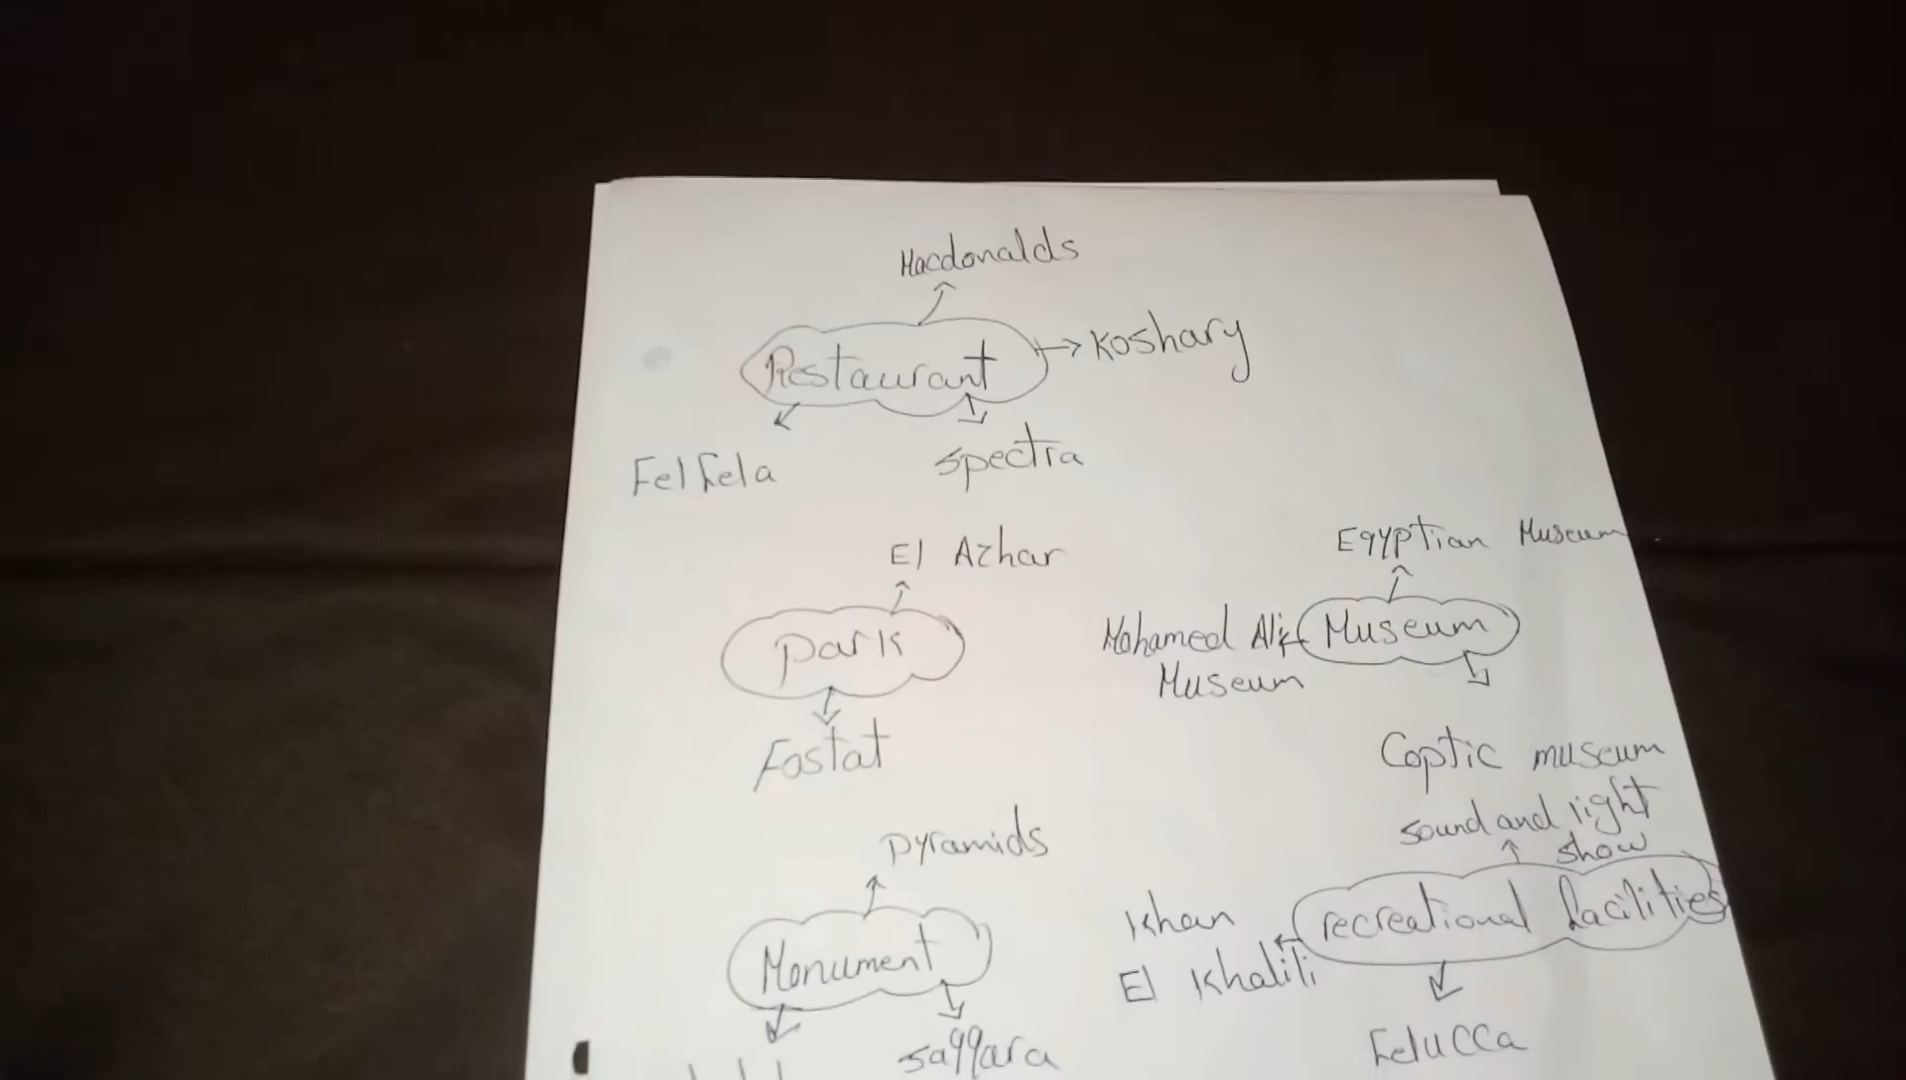 Macdonalds
Restaurant
Koshary
Felfela
spectra
El Azhar
park
Fostat
Egyptian Museum
Museum
Mohamed Ali
Museum
Coptic museum
pyramids
Monument
saqqara
sound and light
show
recreational facilities
Khan
El Khalili
Felucca